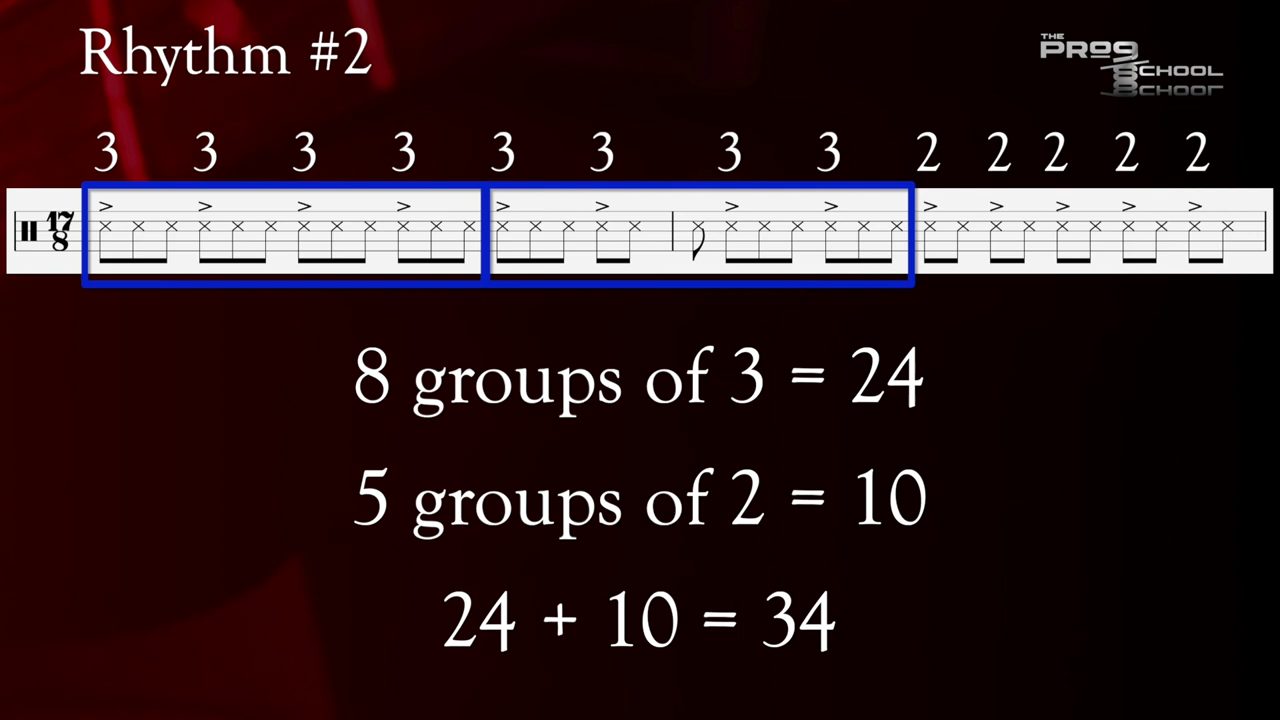 Rhythm #2
THE
PROG
SCHOOL
3 3 3 3 3 3 3 3 2 2 2 2 2
17
8
8 groups of 3 = 24
5 groups of 2 = 10
24 + 10 = 34